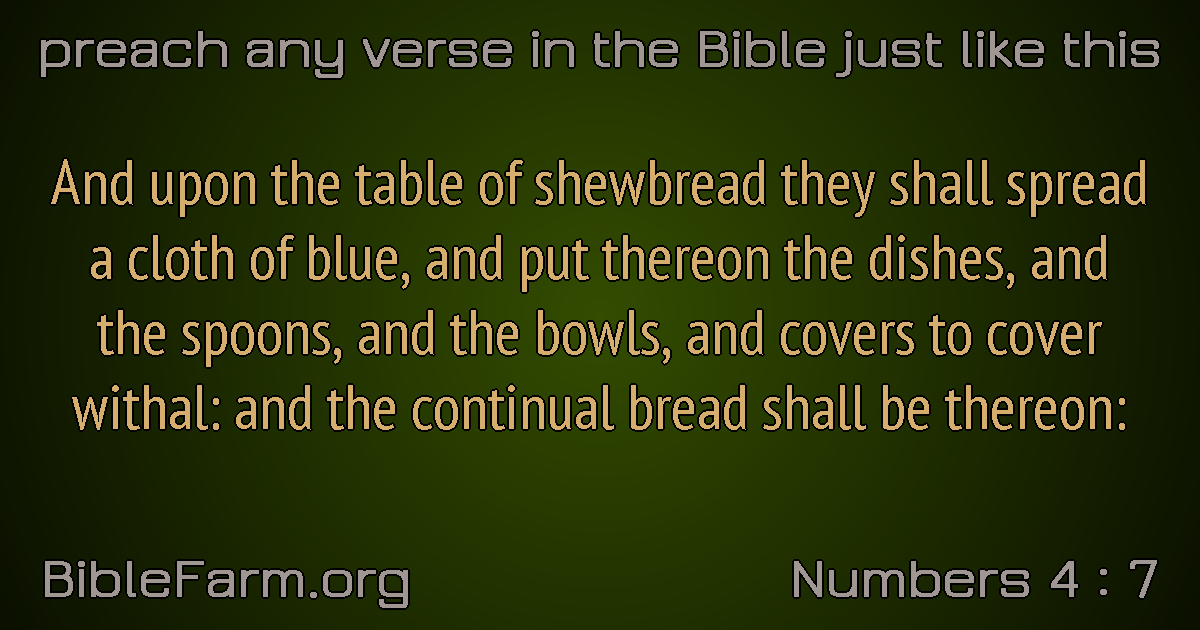 preach any verse in the Bible just like this
And upon the table of shewbread they shall spread
a cloth of blue, and put thereon the dishes, and
the spoons, and the bowls, and covers to cover
withal: and the continual bread shall be thereon:
BibleFarm.org
Numbers 4 : 7